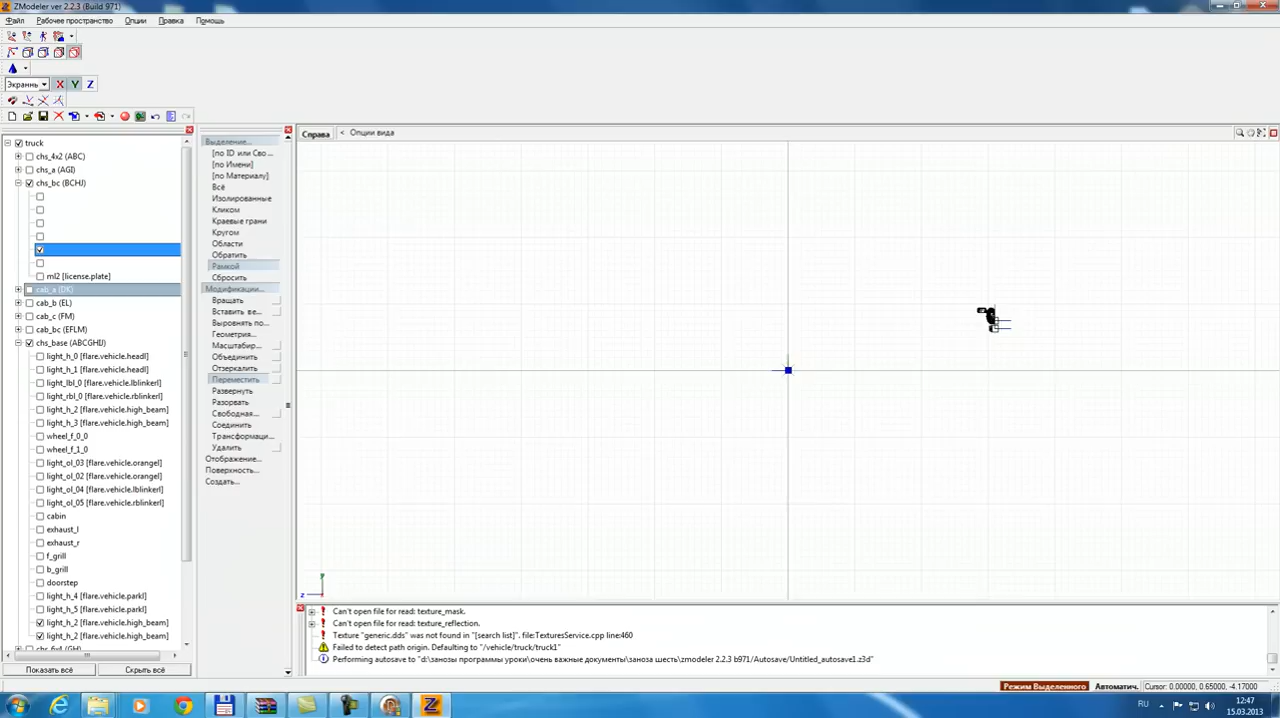 ZModeler ver 2.2.3 (Build 971)
Файл Рабочее пространство Опции Правка Помощь
Экраннь X Y Z
truck
chs_4x2 (ABC)
chs_a (AGI)
chs_bc (BCHJ)
ml2 [license.plate]
cab_a (DK)
cab_b (EL)
cab_c (FM)
cab_bc (EFLM)
chs_base (ABCGHIJ)
light_h_0 [flare.vehicle.headl]
light_h_1 [flare.vehicle.headl]
light_lbl_0 [flare.vehicle.lblinkerl]
light_rbl_0 [flare.vehicle.rblinkerl]
light_h_2 [flare.vehicle.high_beam]
light_h_3 [flare.vehicle.high_beam]
wheel_f_0_0
wheel_f_1_0
light_ol_03 [flare.vehicle.orangel]
light_ol_02 [flare.vehicle.orangel]
light_ol_04 [flare.vehicle.lblinkerl]
light_ol_05 [flare.vehicle.rblinkerl]
cabin
exhaust_l
exhaust_r
f_grill
b_grill
doorstep
light_h_4 [flare.vehicle.parkl]
light_h_5 [flare.vehicle.parkl]
light_h_2 [flare.vehicle.high_beam]
light_h_2 [flare.vehicle.high_beam]
Показать всё Скрыть всё
Выделение...
[по ID или Сво ...
[по Имени]
[по Материалу]
Всё
Изолированные
Кликом
Краевые грани
Кругом
Области
Обратить
Рамкой
Сбросить
Модификации...
Вращать
Вставить ве...
Выровнять по...
Геометрия...
Масштабир...
Объединить
Отзеркалить
Переместить
Развернуть
Разорвать
Свободная...
Соединить
Трансформаци...
Удалить
Отображение...
Поверхность...
Создать...
Справа < Опции вида
y
z
Can't open file for read: texture_mask.
Can't open file for read: texture_reflection.
Texture "generic.dds" was not found in "[search list]". file:TexturesService.cpp line:460
Failed to detect path origin. Defaulting to "/vehicle/truck/truck1"
Performing autosave to "d:\занозы программы уроки\очень важные документы\заноза шесть\zmodeler 2.2.3 b971/Autosave/Untitled_autosave1.z3d"
Режим Выделенного Автоматич. Cursor: 0.00000, 0.65000, -4.17000
RU 12:47
15.03.2013